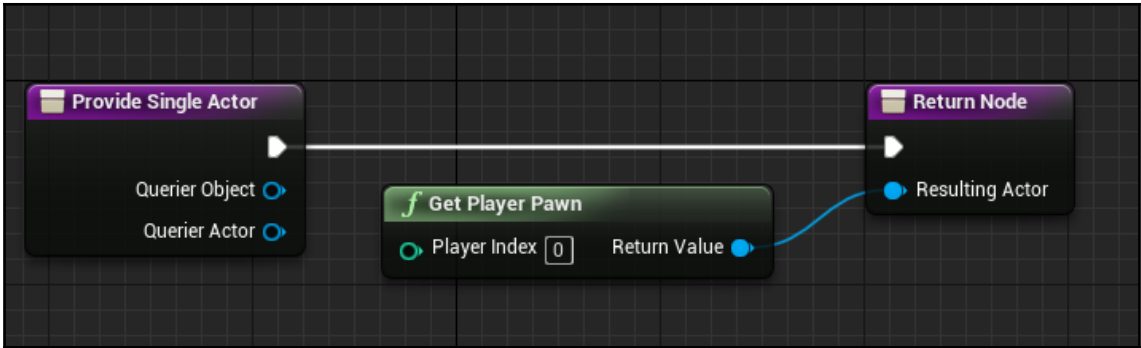 Provide Single Actor
Return Node
Querier Object
Resulting Actor
f Get Player Pawn
Querier Actor
Player Index 0 Return Value